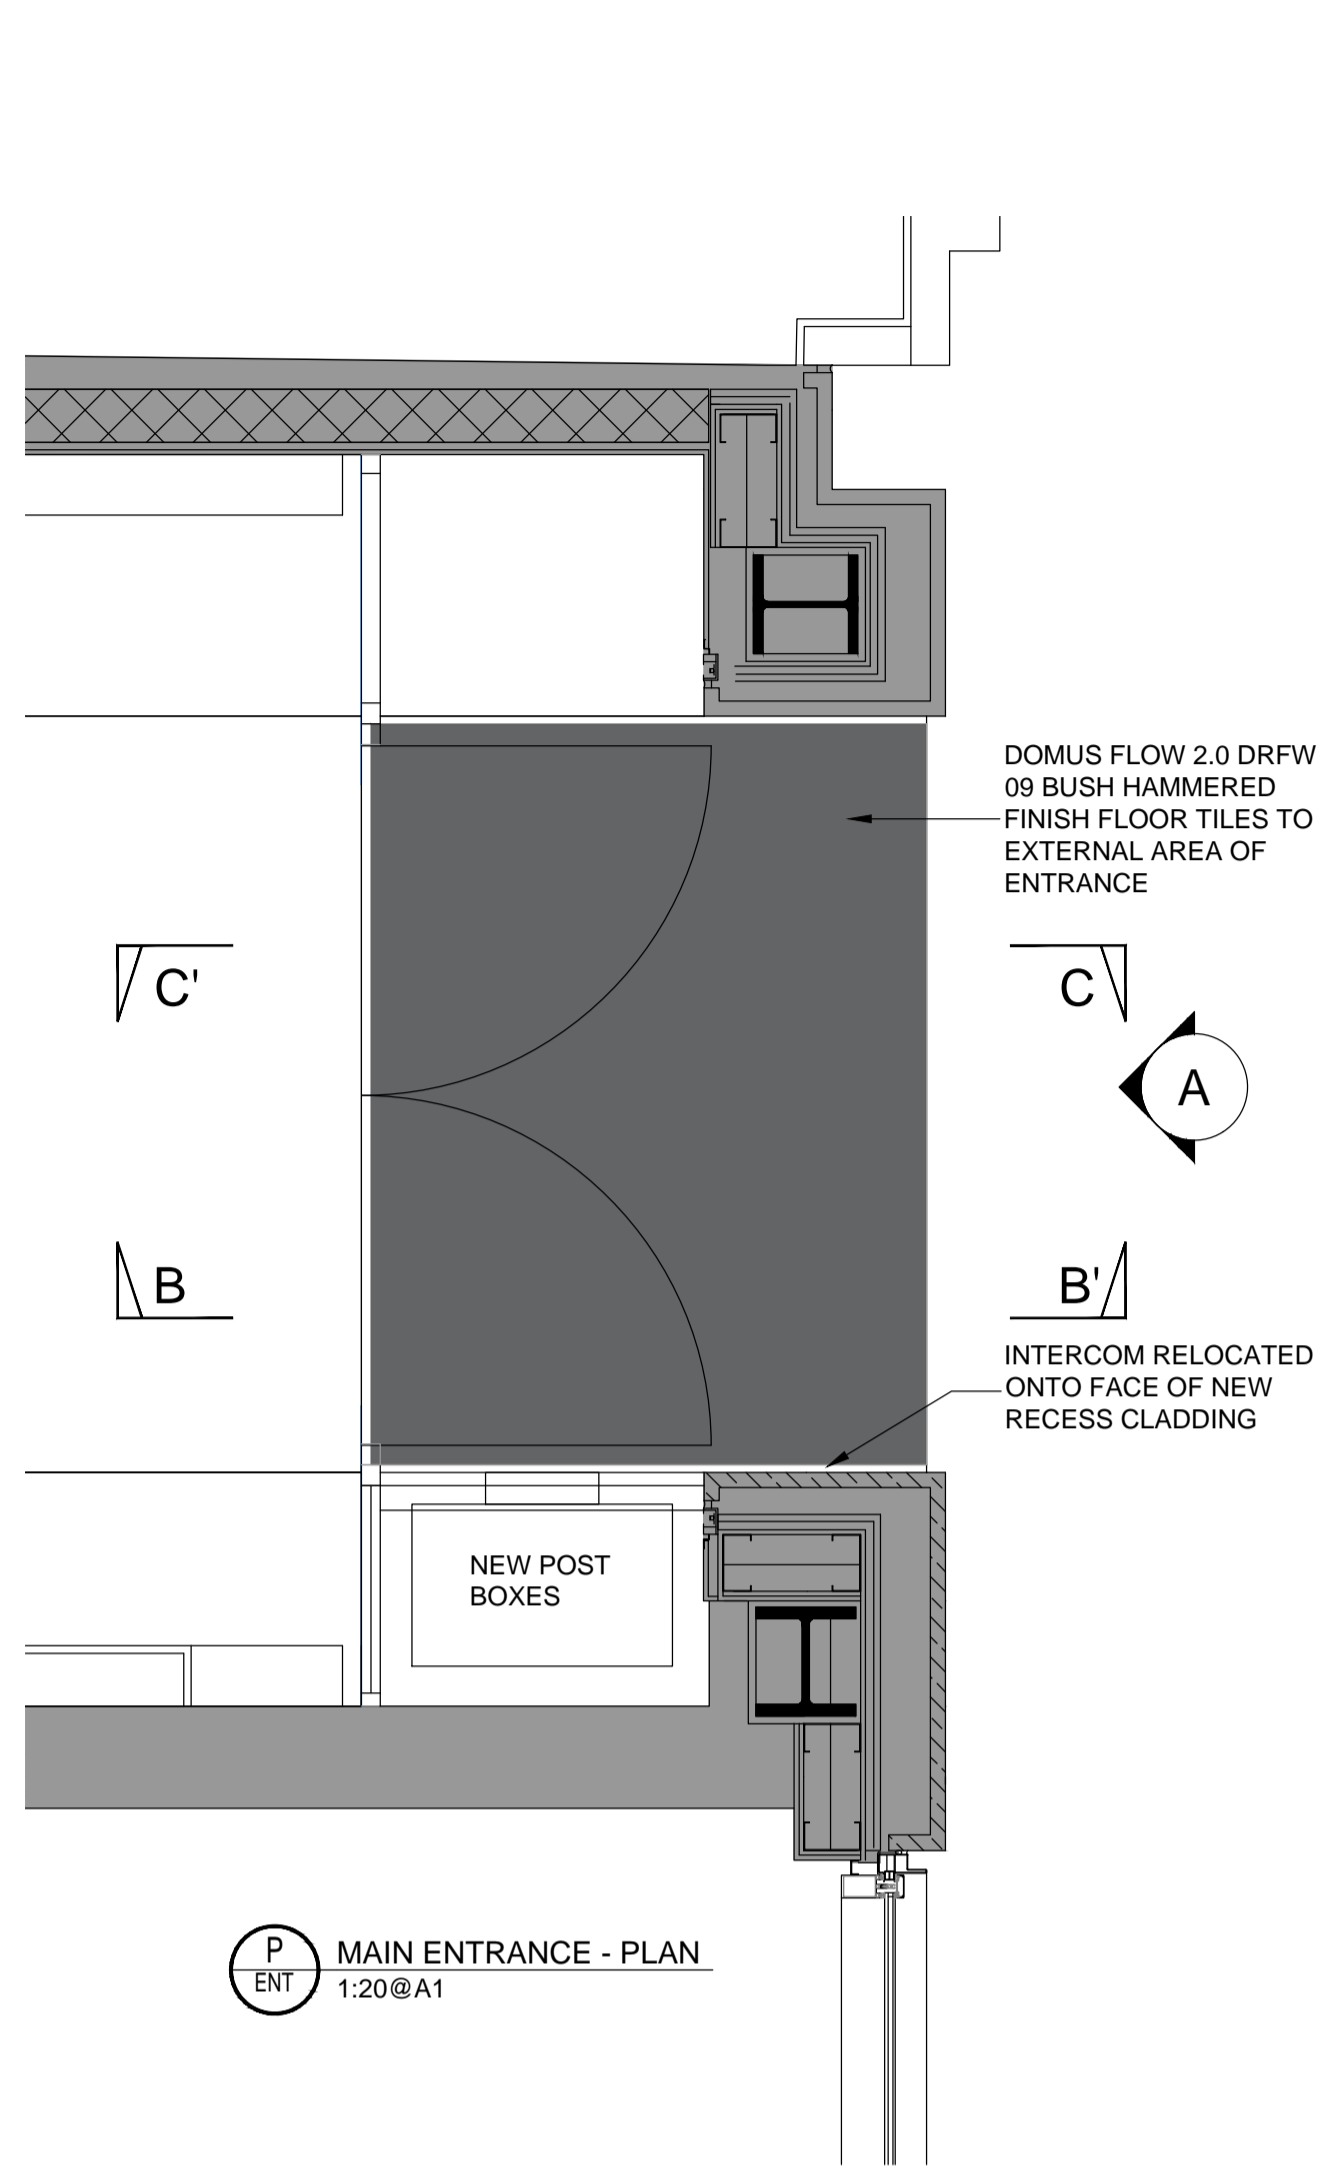 DOMUS FLOW 2.0 DRFW
09 BUSH HAMMERED
FINISH FLOOR TILES TO
EXTERNAL AREA OF
ENTRANCE
C'
C
A
B
B'
INTERCOM RELOCATED
ONTO FACE OF NEW
RECESS CLADDING
NEW POST
BOXES
P
ENT
MAIN ENTRANCE - PLAN
1:20@A1